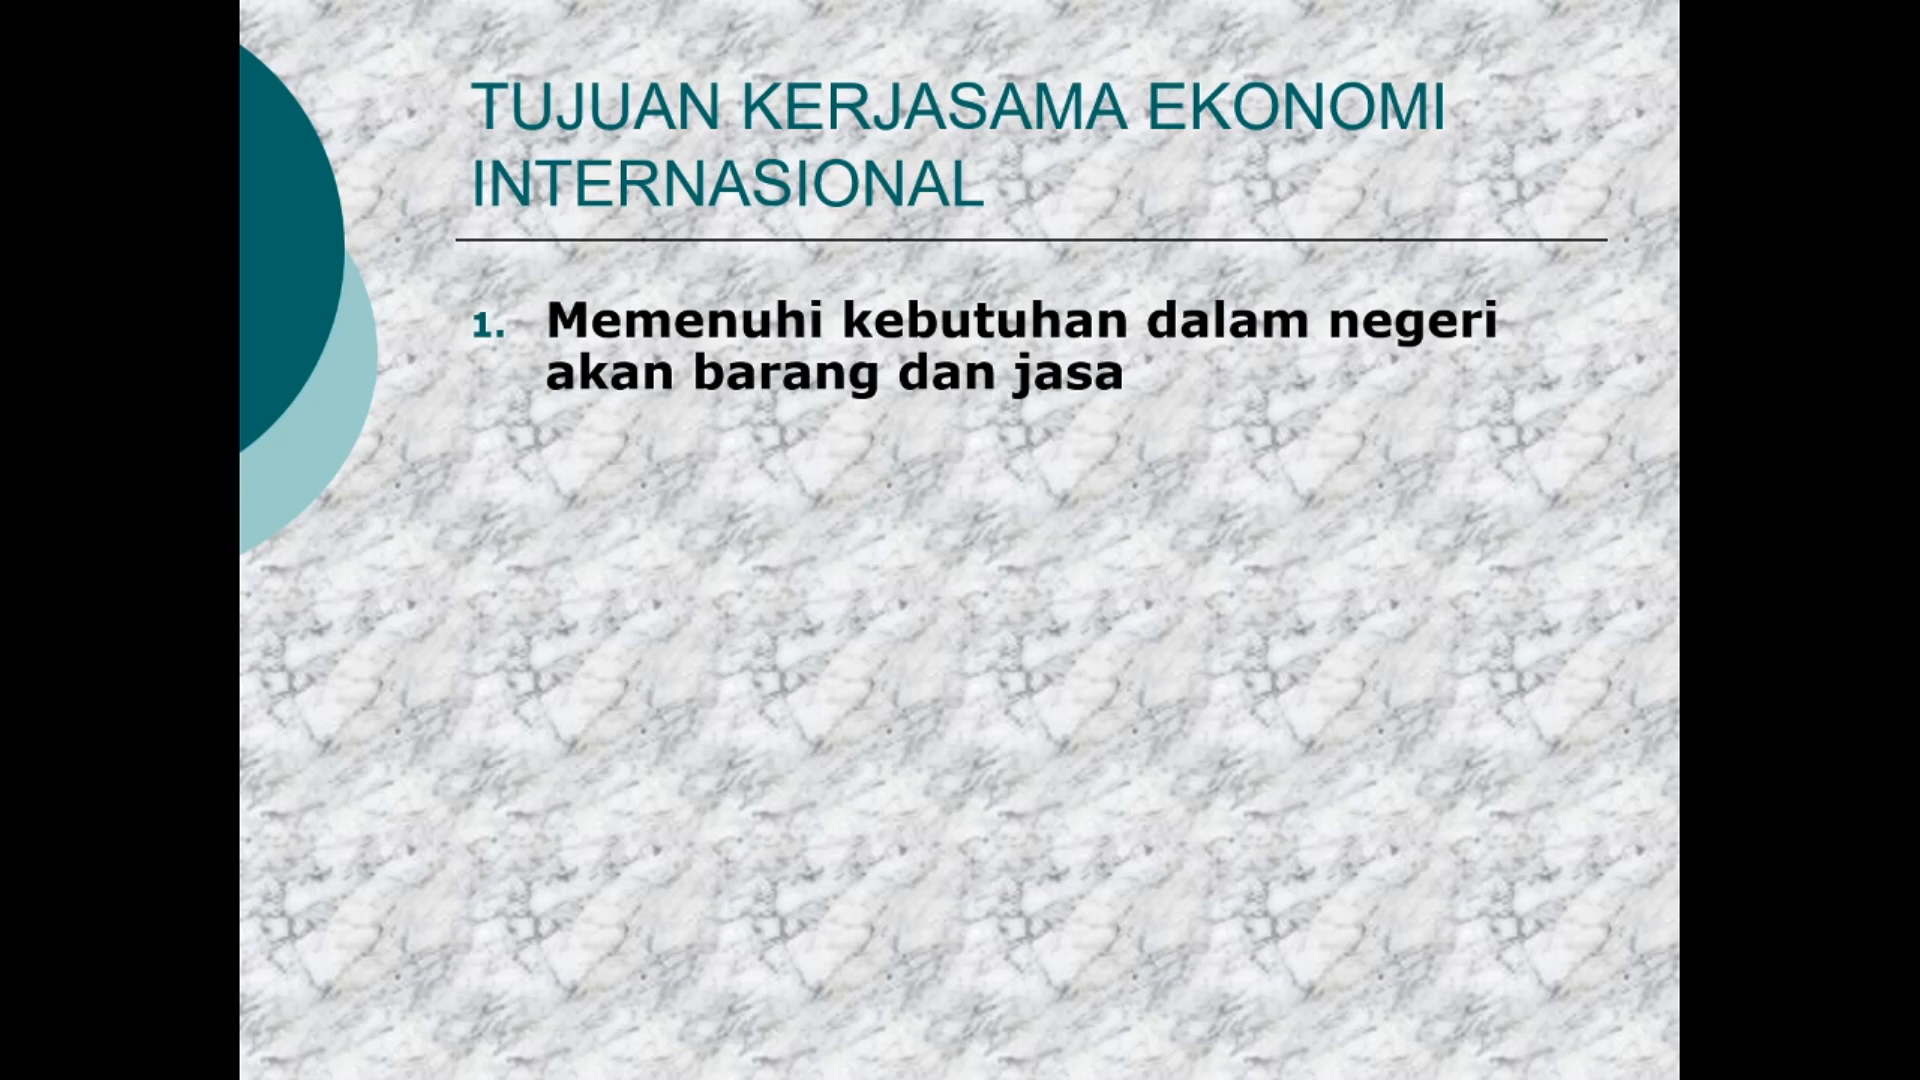 TUJUAN KERJASAMA EKONOMI
INTERNASIONAL
1. Memenuhi kebutuhan dalam negeri
akan barang dan jasa